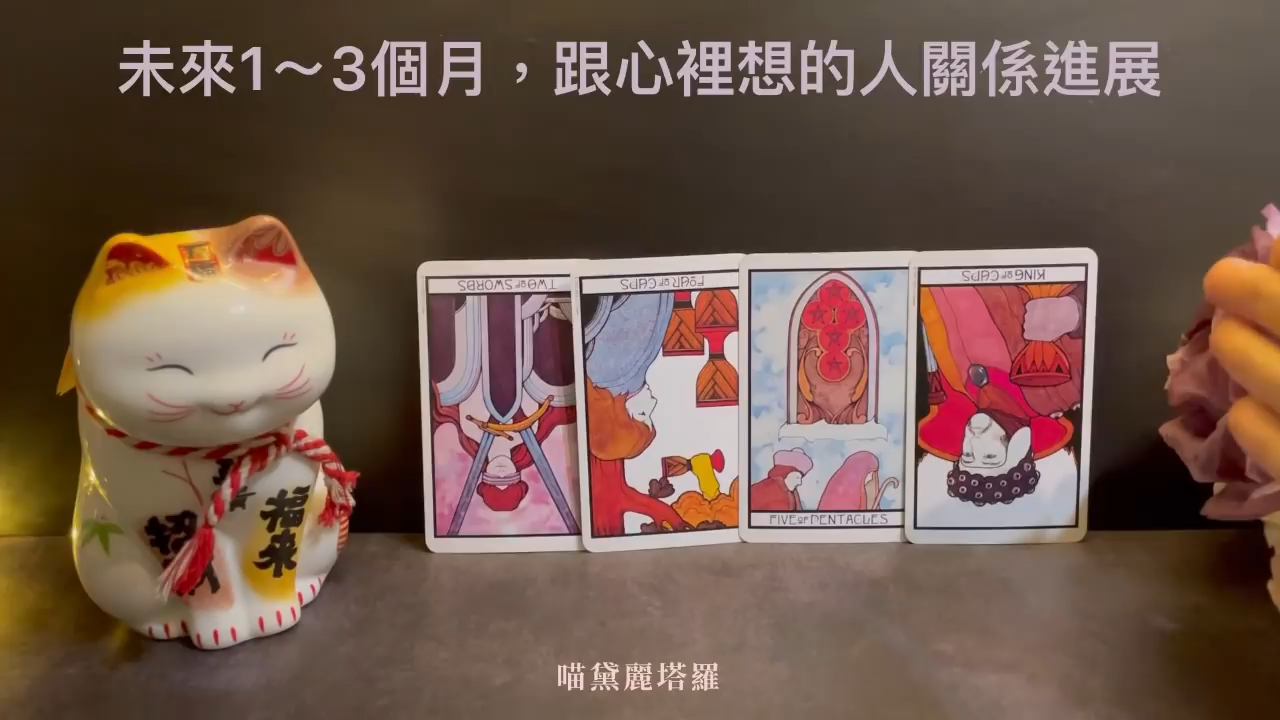 未來1～3個月，跟心裡想的人關係進展
TWO OF SWORDS
FOUR OF CUPS
FIVE OF PENTACLES
KING OF CUPS
福来
喵黛麗塔羅